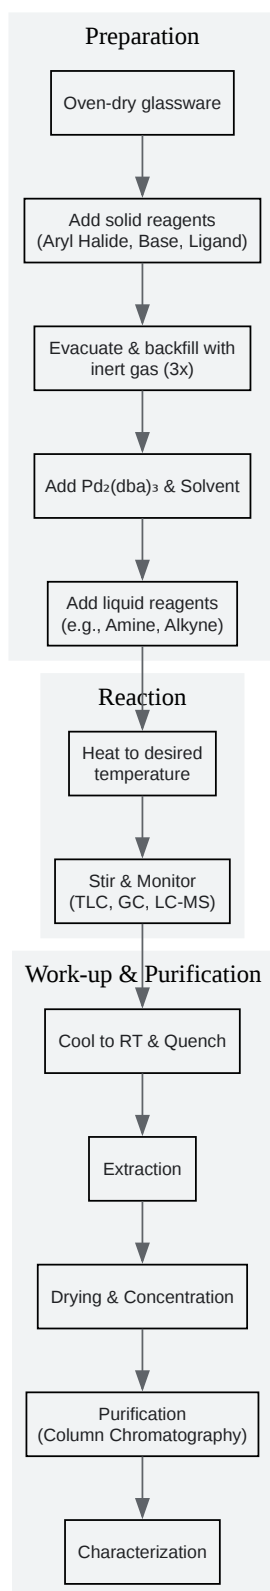 Preparation
Oven-dry glassware
Add solid reagents
(Aryl Halide, Base, Ligand)
Evacuate & backfill with
inert gas (3x)
Add Pd₂(dba)₃ & Solvent
Add liquid reagents
(e.g., Amine, Alkyne)
Reaction
Heat to desired
temperature
Stir & Monitor
(TLC, GC, LC-MS)
Work-up & Purification
Cool to RT & Quench
Extraction
Drying & Concentration
Purification
(Column Chromatography)
Characterization